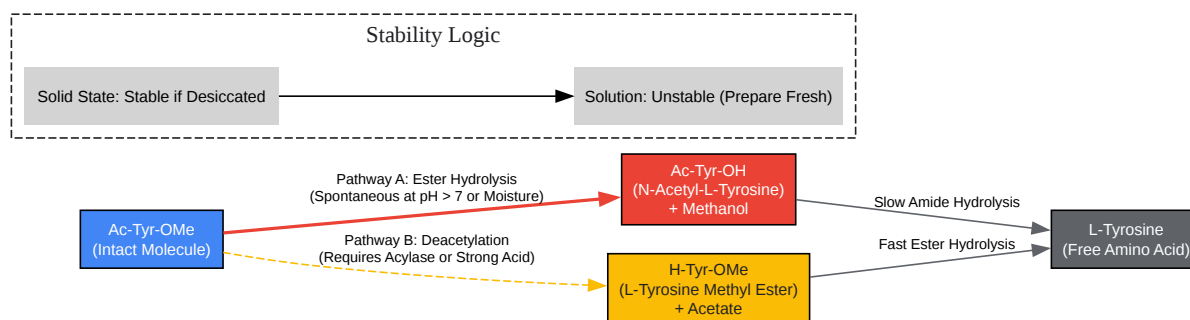 Stability Logic
Solid State: Stable if Desiccated
Solution: Unstable (Prepare Fresh)
Pathway A: Ester Hydrolysis
(Spontaneous at pH > 7 or Moisture)
Ac-Tyr-OH
(N-Acetyl-L-Tyrosine)
+ Methanol
Slow Amide Hydrolysis
Ac-Tyr-OMe
(Intact Molecule)
L-Tyrosine
(Free Amino Acid)
Pathway B: Deacetylation
(Requires Acylase or Strong Acid)
Fast Ester Hydrolysis
H-Tyr-OMe
(L-Tyrosine Methyl Ester)
+ Acetate